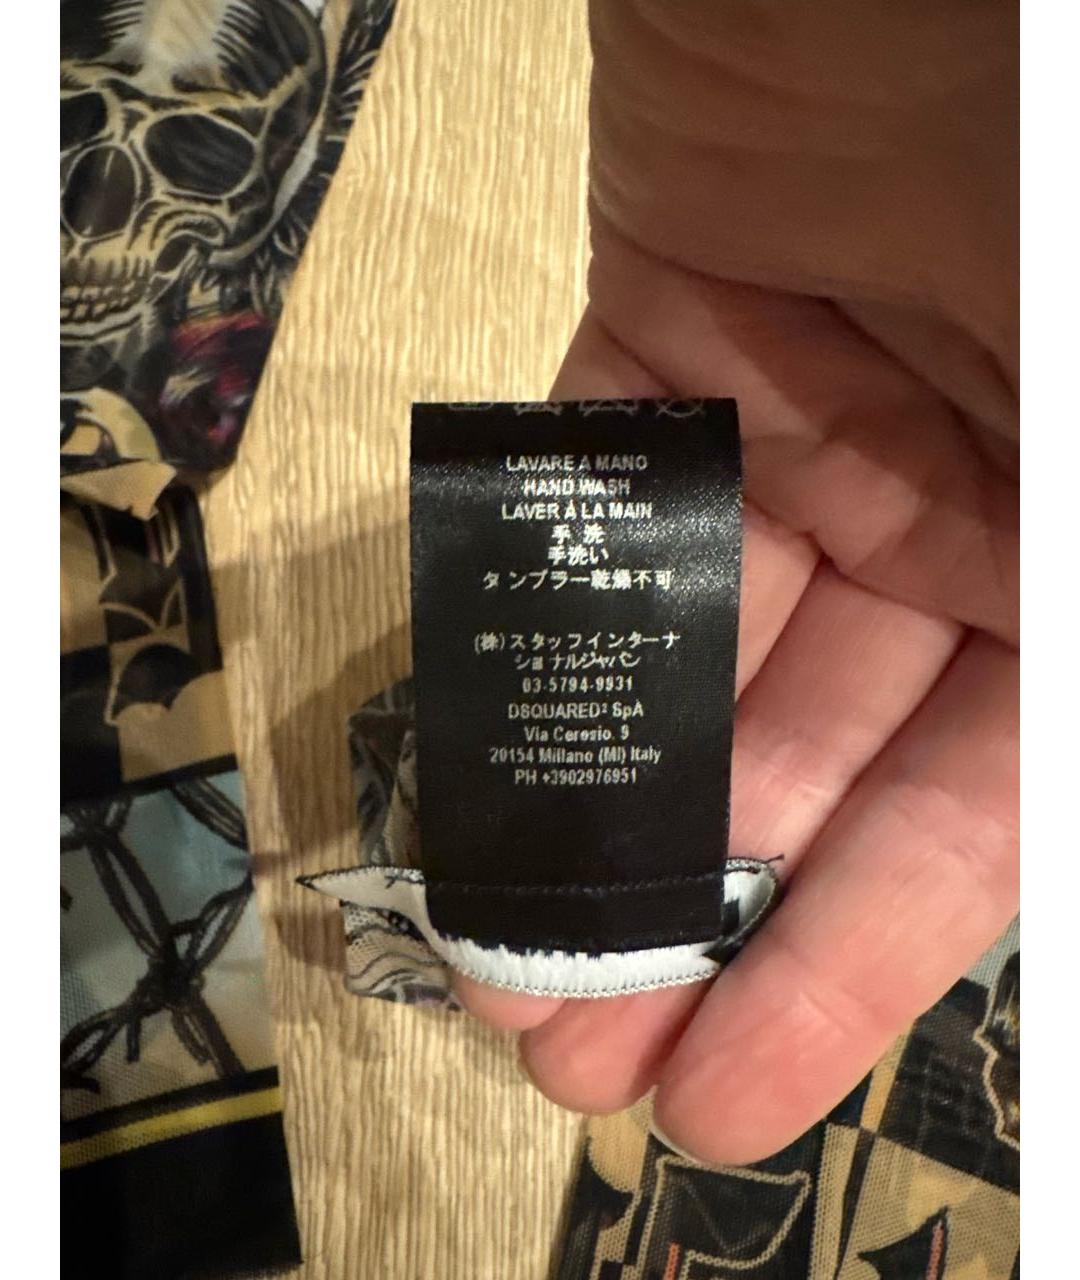 LAVARE A MANO
HAND WASH
LAVER À LA MAIN
手 洗
手洗い
タンブラー乾燥不可
(株)スタッフインターナ
ショナルジャパン
03-5794-9931
DSQUARED² SpA
Via Ceresio, 9
20154 Milano (MI) Italy
PH +3902976951